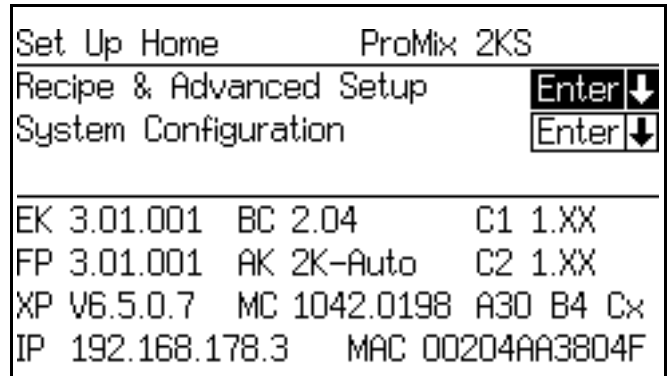 Set Up Home ProMix 2KS
Recipe & Advanced Setup Enter
System Configuration Enter
EK 3.01.001 BC 2.04 C1 1.XX
FP 3.01.001 AK 2K-Auto C2 1.XX
XP V6.5.0.7 MC 1042.0198 A30 B4 Cx
IP 192.168.178.3 MAC 00204AA3804F